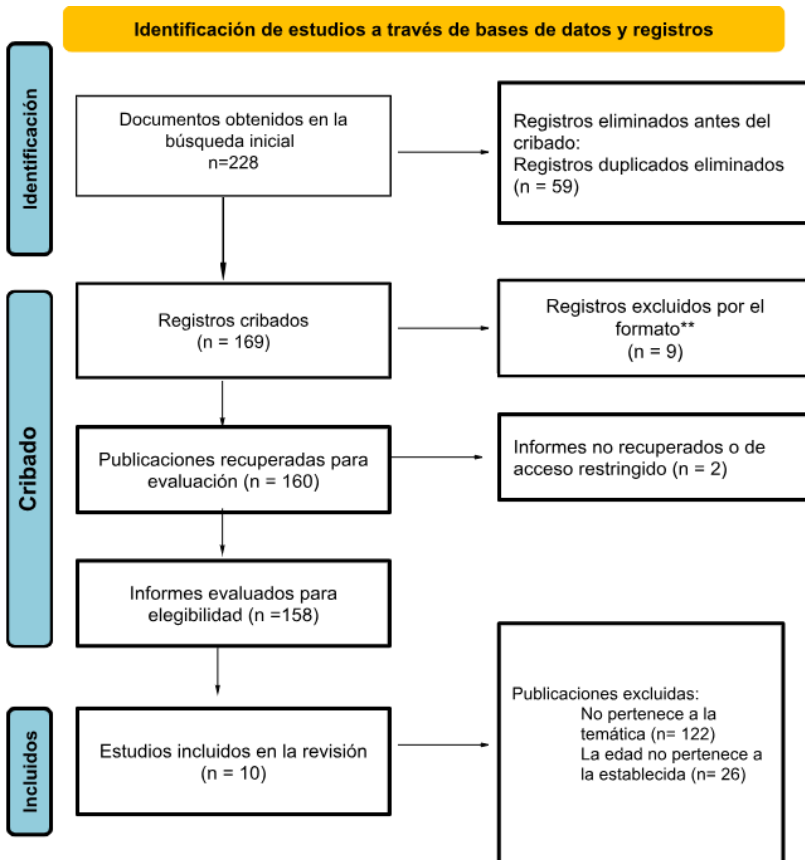 Identificación de estudios a través de bases de datos y registros
Identificación
Documentos obtenidos en la
búsqueda inicial
n=228
Registros eliminados antes del
cribado:
Registros duplicados eliminados
(n = 59)
Cribado
Registros cribados
(n = 169)
Registros excluidos por el
formato**
(n = 9)
Publicaciones recuperadas para
evaluación (n = 160)
Informes no recuperados o de
acceso restringido (n = 2)
Informes evaluados para
elegibilidad (n =158)
Incluidos
Estudios incluidos en la revisión
(n = 10)
Publicaciones excluidas:
No pertenece a la
temática (n= 122)
La edad no pertenece a
la establecida (n= 26)